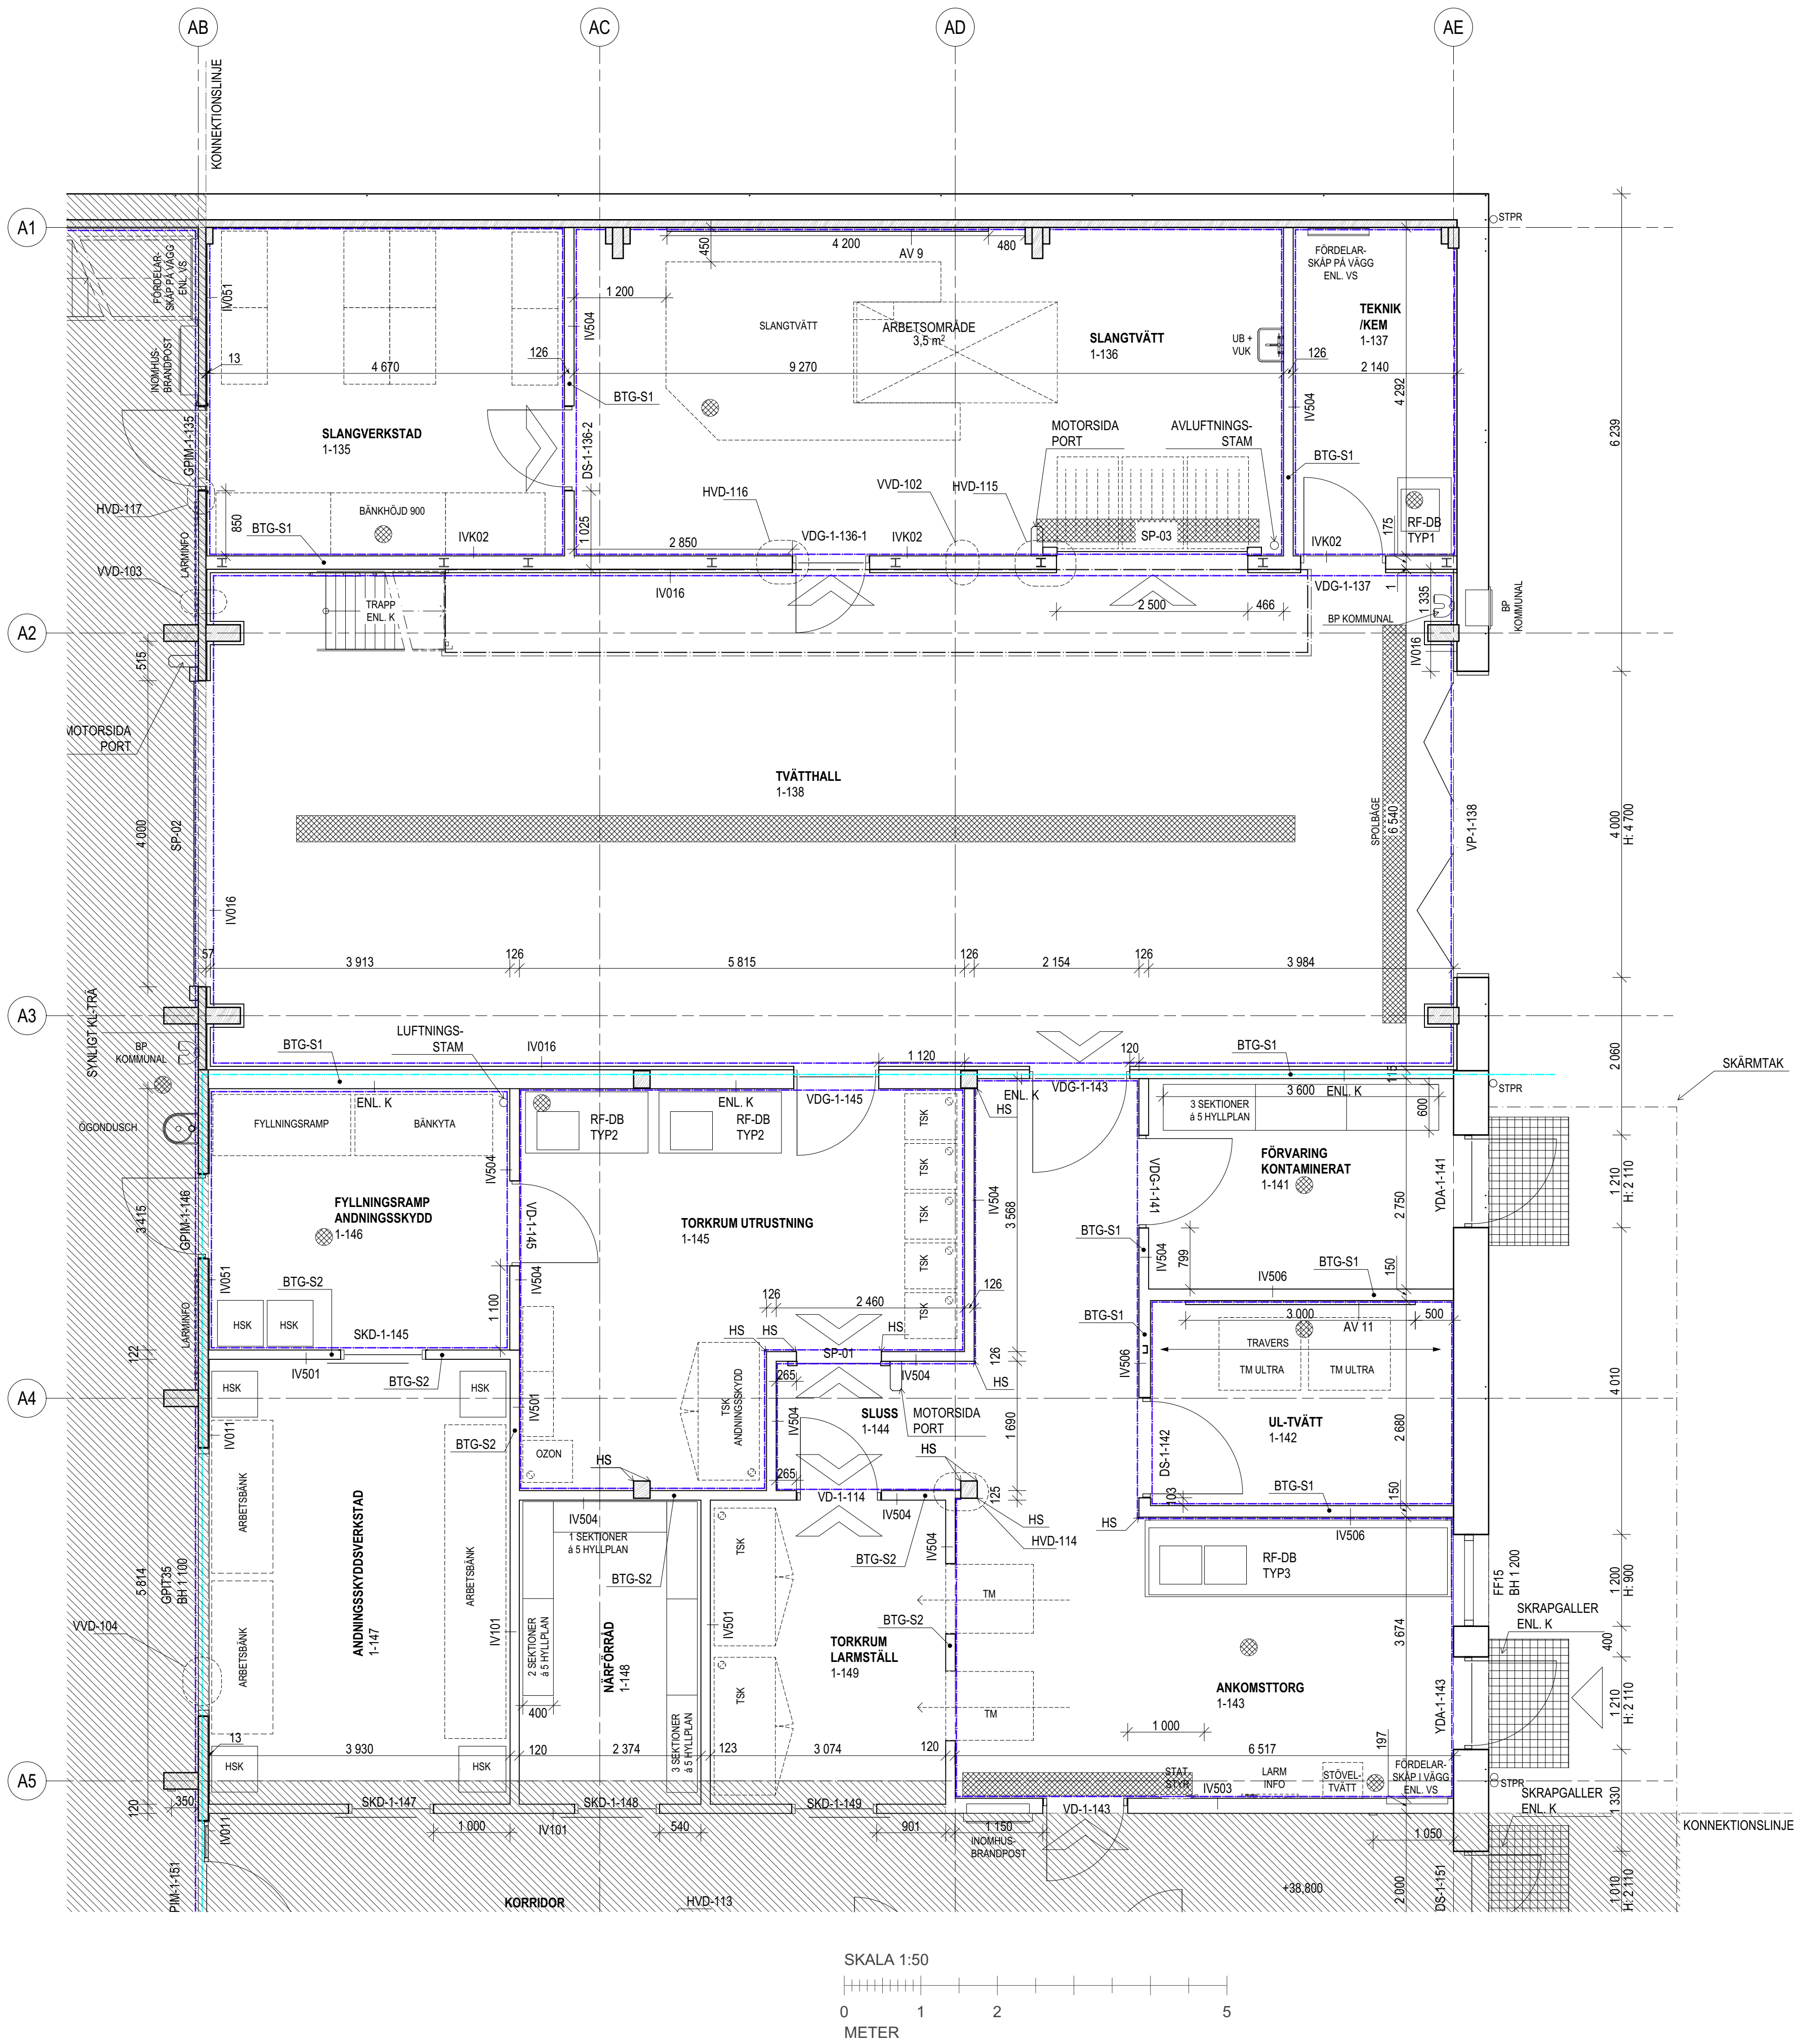 AB
AC
AD
AE
KONNEKTIONSLINJE
A1
STPR
FÖRDELAR-
SKÅP PÅ VÄGG
ENL. VS
IV051
450
4 200
480
AV 9
FÖRDELAR-
SKÅP PÅ VÄGG
ENL. VS
1 200
IV504
SLANGTVÄTT
ARBETSOMRÅDE
3,5 m²
SLANGTVÄTT
1-136
UB +
VUK
TEKNIK
/KEM
1-137
INOMHUS-
BRANDPOST
13
4 670
126
9 270
126
2 140
BTG-S1
4 292
IV504
6 239
SLANGVERKSTAD
1-135
GPIM-1-135
DS-1-136-2
MOTORSIDA
PORT
AVLUFTNINGS-
STAM
BTG-S1
HVD-117
850
BTG-S1
BÄNKHÖJD 900
IVK02
1 025
HVD-116
VVD-102
HVD-115
2 850
VDG-1-136-1
IVK02
SP-03
IVK02
175
RF-DB
TYP1
LARMINFO
VVD-103
TRAPP
ENL. K
IV016
2 500
466
VDG-1-137
1
1 335
BP KOMMUNAL
BP
KOMMUNAL
A2
515
IV016
MOTORSIDA
PORT
TVÄTTHALL
1-138
4 000
SP-02
SPOLBÅGE
6 540
VP-1-138
4 000
H: 4 700
IV016
57
3 913
126
5 815
126
2 154
126
3 984
A3
SYNLIGT KL-TRÄ
BP
KOMMUNAL
BTG-S1
LUFTNINGS-
STAM
IV016
1 120
120
BTG-S1
2 060
115
SKÄRMTAK
ENL. K
ENL. K
VDG-1-145
ENL. K
VDG-1-143
3 600
ENL. K
STPR
ÖGONDUSCH
FYLLNINGSRAMP
BÄNKYTA
RF-DB
TYP2
RF-DB
TYP2
TSK
HS
3 SEKTIONER
á 5 HYLLPLAN
600
3 415
IV504
TSK
FÖRVARING
KONTAMINERAT
1-141
VDG-1-141
YDA-1-141
1 210
H: 2 110
LARMINFO
GPIM-1-146
FYLLNINGSRAMP
ANDNINGSSKYDD
1-146
VD-1-145
TORKRUM UTRUSTNING
1-145
TSK
IV504
3 568
2 750
BTG-S1
799
IV504
IV051
BTG-S2
IV504
TSK
IV506
BTG-S1
150
HSK
HSK
1 100
126
2 460
126
TSK
BTG-S1
3 000
500
AV 11
SKD-1-145
HS
HS
HS
SP-01
TRAVERS
122
IV501
BTG-S2
265
IV504
126
HS
IV506
TM ULTRA
TM ULTRA
4 010
A4
HSK
HSK
IV501
TSK
ANDNINGSSKYDD
SLUSS
1-144
IV504
MOTORSIDA
PORT
1 690
UL-TVÄTT
1-142
2 680
IV011
BTG-S2
OZON
HS
HS
DS-1-142
265
VD-1-114
125
BTG-S1
103
150
ARBETSBÄNK
IV504
IV504
HS
HS
IV506
1 SEKTIONER
á 5 HYLLPLAN
TSK
IV504
HVD-114
RF-DB
TYP3
BTG-S2
BTG-S2
TM
5 814
GPIT35
BH 1 100
ANDNINGSSKYDDSVERKSTAD
1-147
ARBETSBÄNK
IV101
2 SEKTIONER
á 5 HYLLPLAN
NÄRFÖRRÅD
1-148
IV501
BTG-S2
FF15
BH 1 200
1 200
H: 900
SKRAPGALLER
ENL. K
VVD-104
ARBETSBÄNK
TORKRUM
LARMSTÄLL
1-149
3 674
400
400
TSK
TM
ANKOMSTTORG
1-143
YDA-1-143
1 210
H: 2 110
3 SEKTIONER
á 5 HYLLPLAN
1 000
197
13
3 930
120
2 374
123
3 074
120
6 517
HSK
HSK
STAT.
STYR
LARM
INFO
STÖVEL-
TVÄTT
FÖRDELAR-
SKÅP I VÄGG
ENL. VS
A5
STPR
SKRAPGALLER
ENL. K
120
350
SKD-1-147
SKD-1-148
SKD-1-149
IV503
VD-1-143
1 330
IV011
1 000
IV101
540
901
1 150
INOMHUS-
BRANDPOST
1 050
KONNEKTIONSLINJE
PIM-1-151
KORRIDOR
HVD-113
+38,800
2 000
DS-1-151
1 010
H: 2 110
SKALA 1:50
0
1
2
5
METER